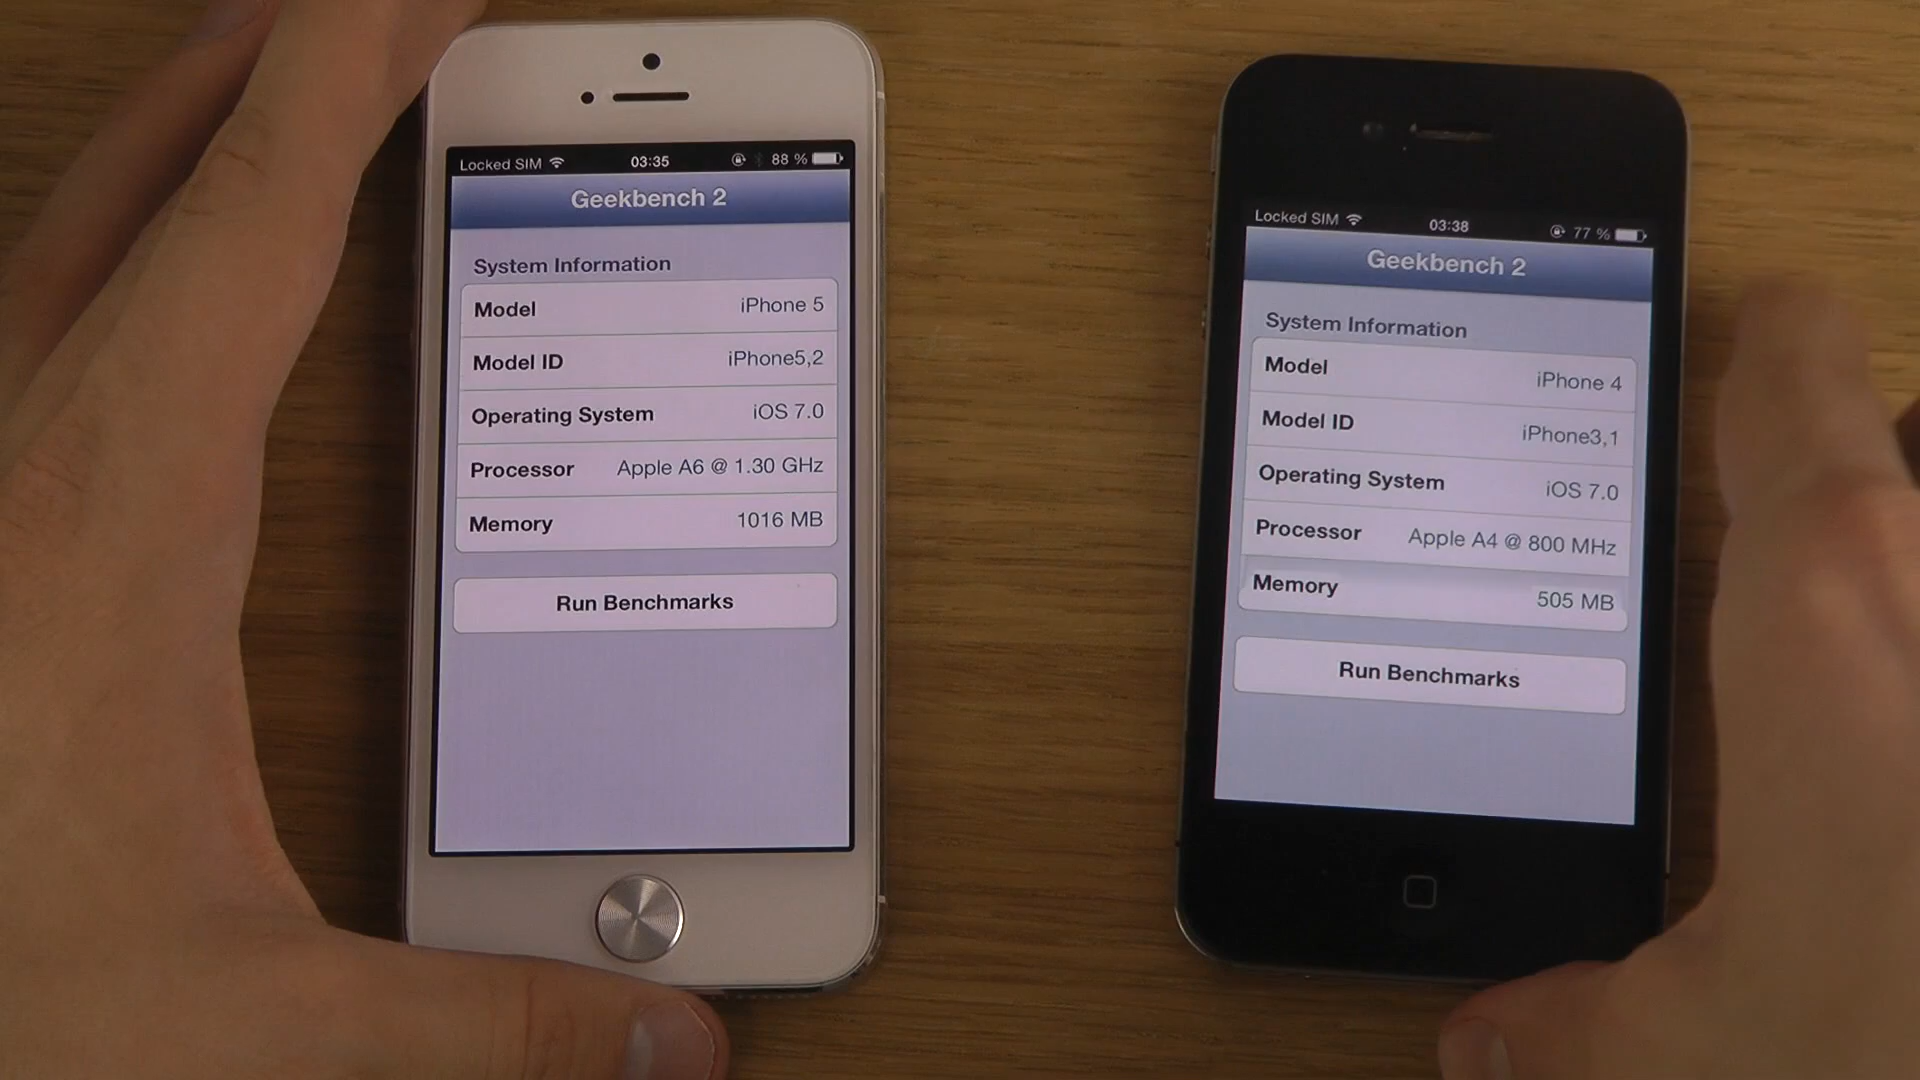 Locked SIM 03:35 88 %
Geekbench 2
System Information
Model iPhone 5
Model ID iPhone5,2
Operating System iOS 7.0
Processor Apple A6 @ 1.30 GHz
Memory 1016 MB
Run Benchmarks
Locked SIM 03:38 77 %
Geekbench 2
System Information
Model iPhone 4
Model ID iPhone3,1
Operating System iOS 7.0
Processor Apple A4 @ 800 MHz
Memory 505 MB
Run Benchmarks